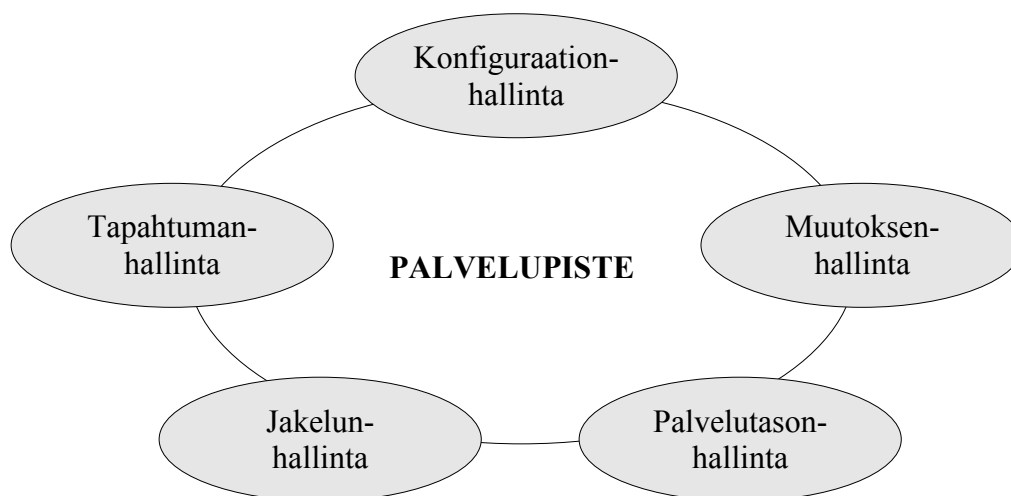 Konfiguraation-
hallinta
Tapahtuman-
hallinta
Muutoksen-
hallinta
PALVELUPISTE
Jakelun-
hallinta
Palvelutason-
hallinta